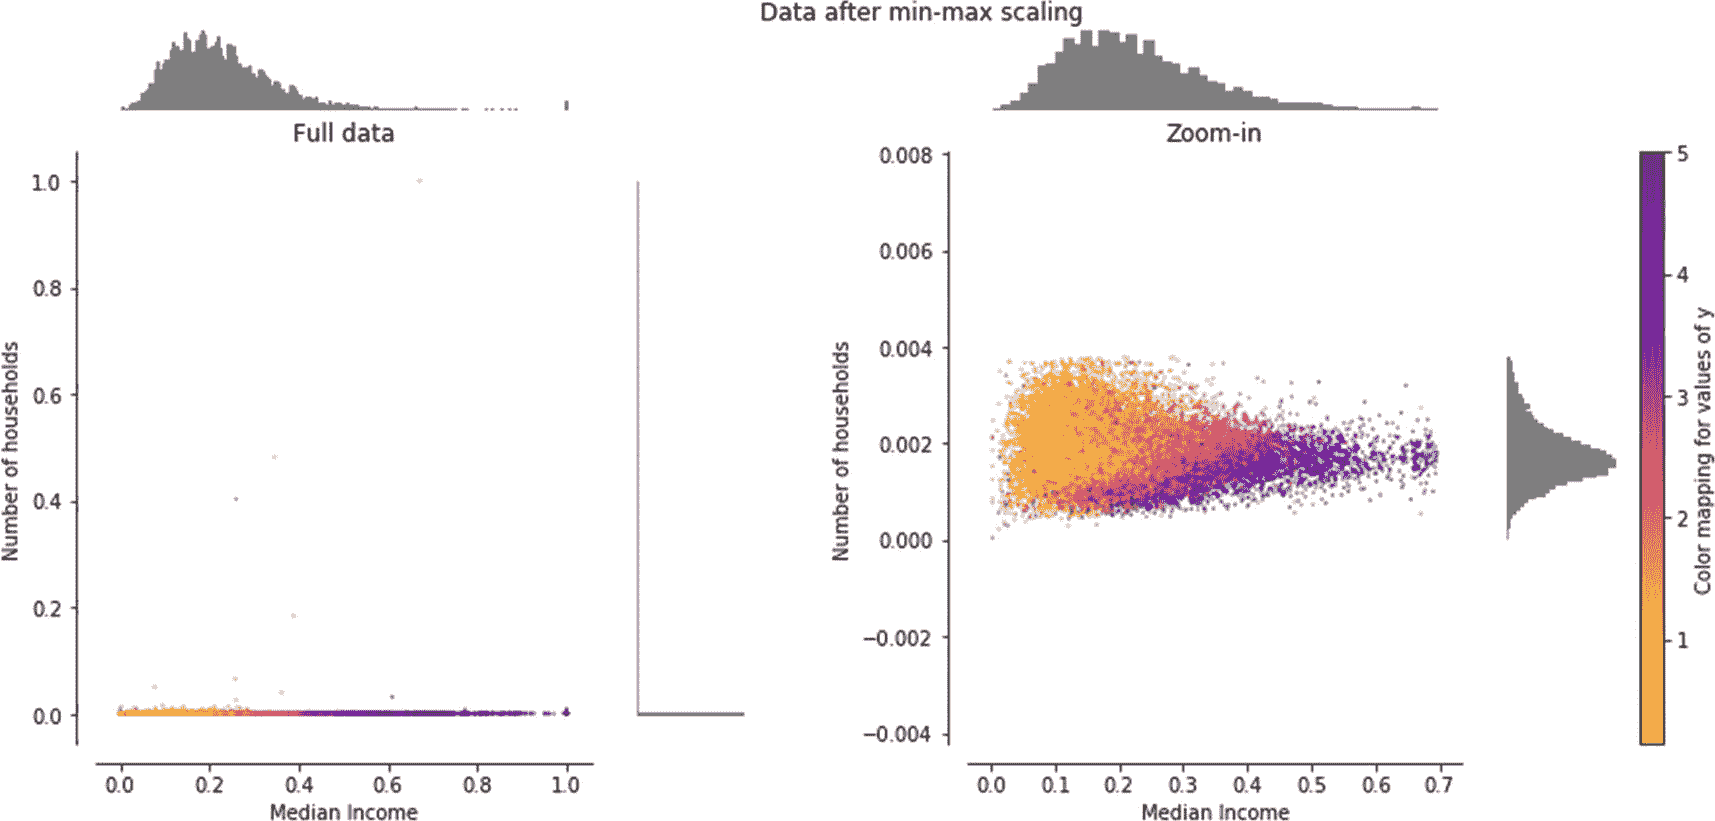 Data after min-max scaling
Full data
1.0
0.8
0.6
0.4
0.2
0.0
Number of households
0.0 0.2 0.4 0.6 0.8 1.0
Median Income
Zoom-in
0.008
0.006
0.004
0.002
0.000
−0.002
−0.004
Number of households
0.0 0.1 0.2 0.3 0.4 0.5 0.6 0.7
Median Income
5
4
3
2
1
Color mapping for values of y